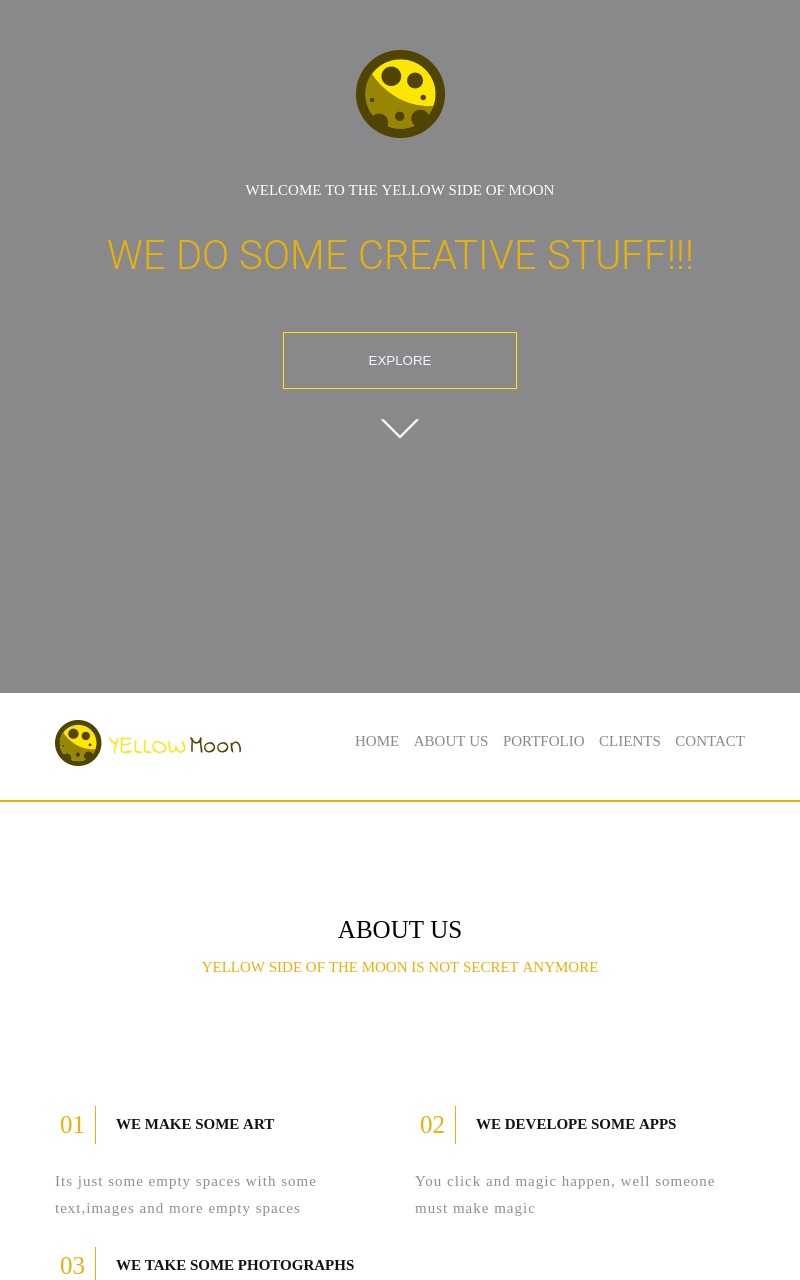 WELCOME TO THE YELLOW SIDE OF MOON
WE DO SOME CREATIVE STUFF!!!
EXPLORE
YELLOW Moon
HOME ABOUT US PORTFOLIO CLIENTS CONTACT
ABOUT US
YELLOW SIDE OF THE MOON IS NOT SECRET ANYMORE
01 WE MAKE SOME ART
Its just some empty spaces with some
text,images and more empty spaces
02 WE DEVELOPE SOME APPS
You click and magic happen, well someone
must make magic
03 WE TAKE SOME PHOTOGRAPHS